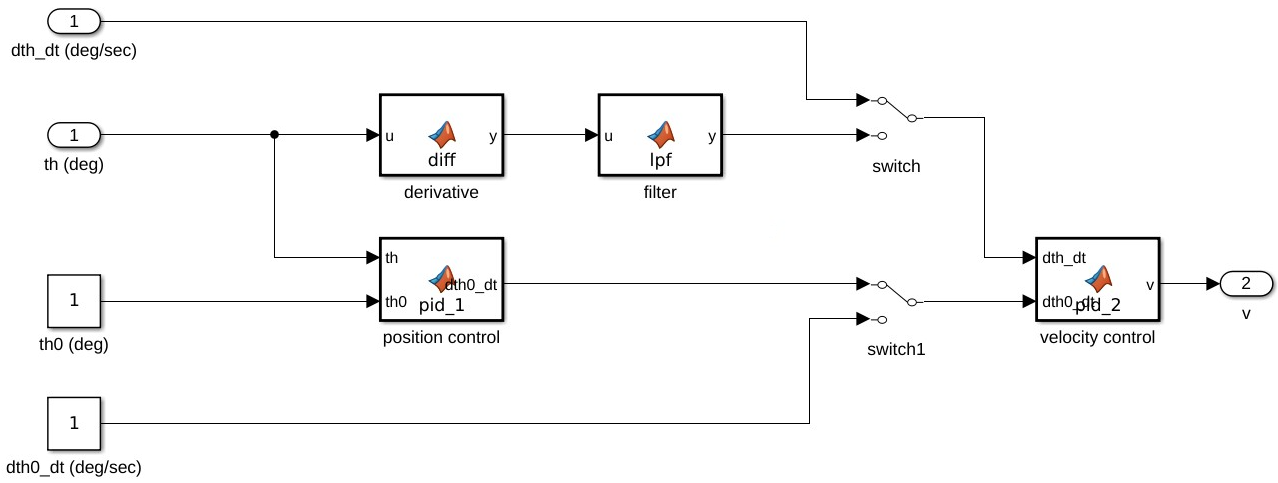 1
dth_dt (deg/sec)
1
th (deg)
u
diff
y
derivative
u
lpf
y
filter
switch
th
th0
dth0_dt
pid_1
position control
1
th0 (deg)
switch1
dth_dt
dth0_dt
pid_2
v
velocity control
2
v
1
dth0_dt (deg/sec)